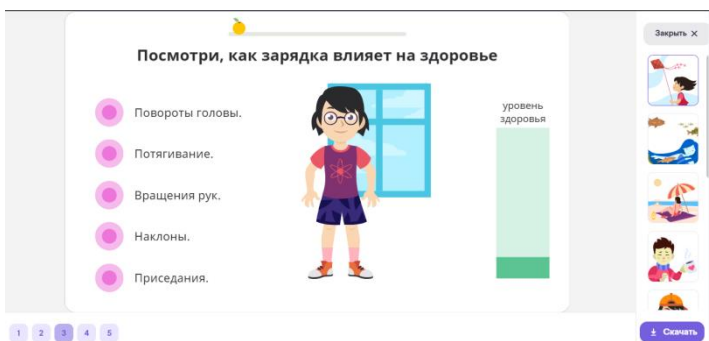 Закрыть ×
Посмотри, как зарядка влияет на здоровье
Повороты головы.
Потягивание.
Вращения рук.
Наклоны.
Приседания.
уровень
здоровья
1 2 3 4 5
Скачать